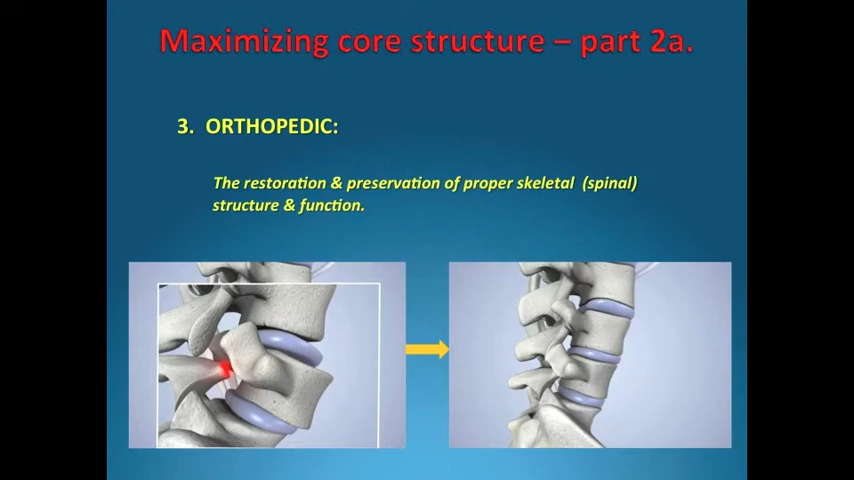 Maximizing core structure – part 2a.
3. ORTHOPEDIC:
The restoration & preservation of proper skeletal (spinal)
structure & function.